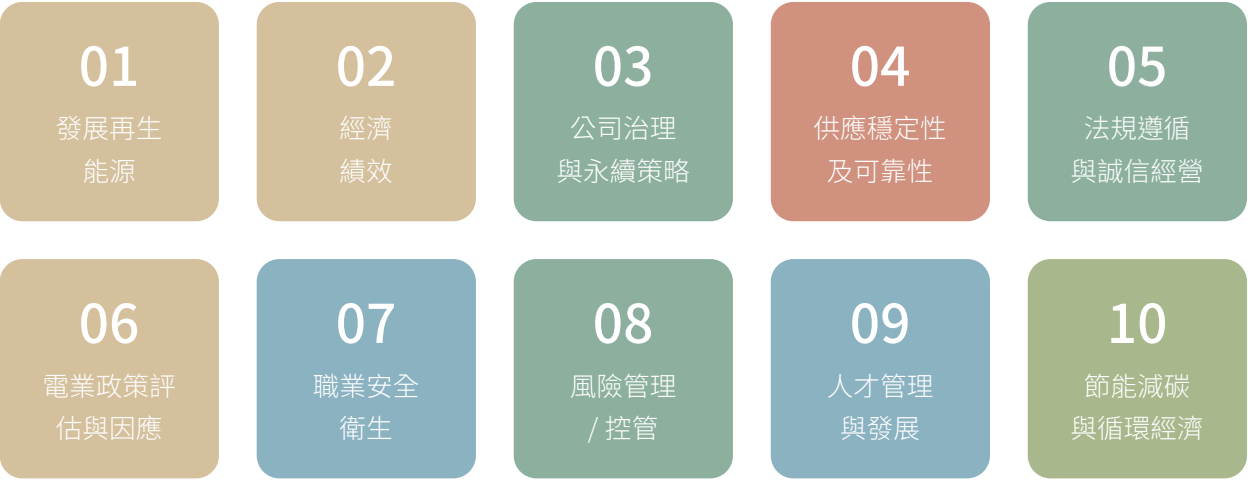 01
發展再生
能源
02
經濟
績效
03
公司治理
與永續策略
04
供應穩定性
及可靠性
05
法規遵循
與誠信經營
06
電業政策評
估與因應
07
職業安全
衛生
08
風險管理
/ 控管
09
人才管理
與發展
10
節能減碳
與循環經濟